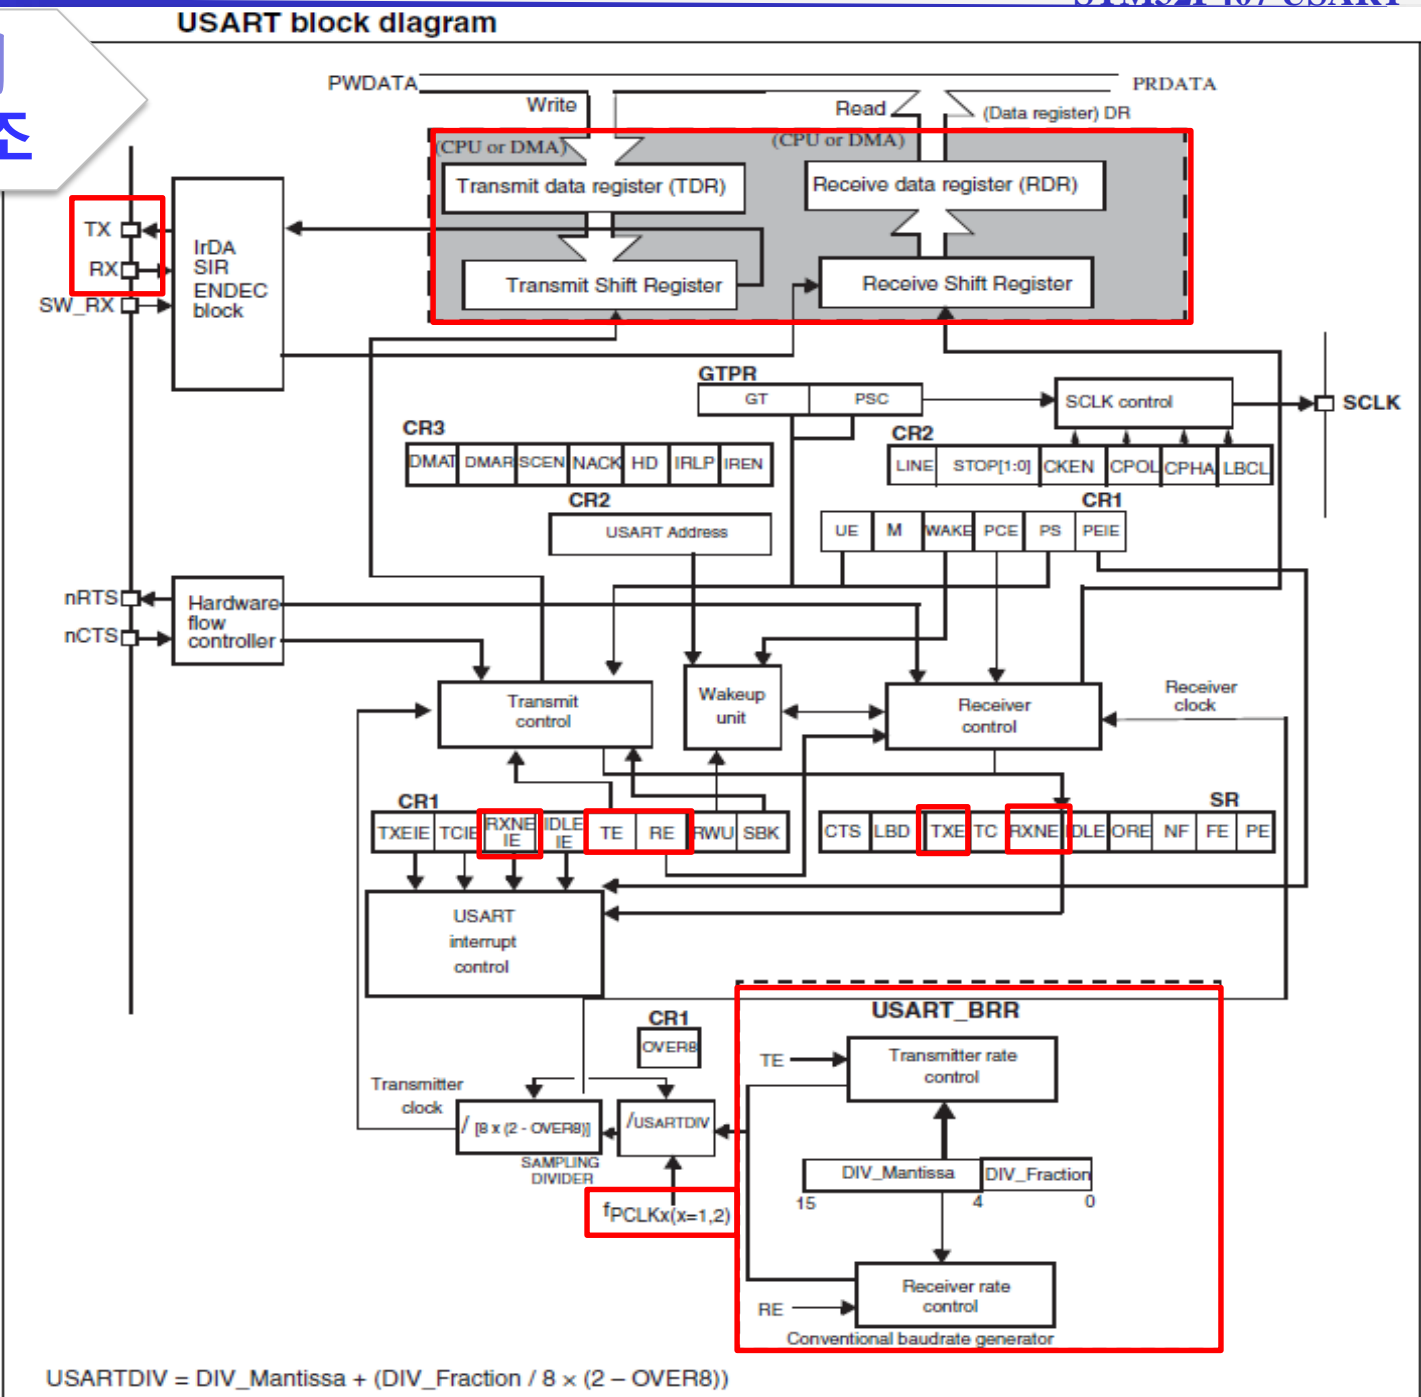 USART block diagram
조
PWDATA
PRDATA
Write
Read
(Data register) DR
(CPU or DMA)
(CPU or DMA)
Transmit data register (TDR)
Receive data register (RDR)
TX
RX
SW_RX
IrDA
SIR
ENDEC
block
Transmit Shift Register
Receive Shift Register
GTPR
GT
PSC
SCLK control
SCLK
CR3
DMAT
DMAR
SCEN
NACK
HD
IRLP
IREN
CR2
LINE
STOP[1:0]
CKEN
CPOL
CPHA
LBCL
CR2
USART Address
CR1
UE
M
WAKE
PCE
PS
PEIE
nRTS
nCTS
Hardware
flow
controller
Transmit
control
Wakeup
unit
Receiver
control
Receiver
clock
CR1
TXEIE
TCIE
RXNE
IE
IDLE
IE
TE
RE
RWU
SBK
SR
CTS
LBD
TXE
TC
RXNE
IDLE
ORE
NF
FE
PE
USART
interrupt
control
USART_BRR
CR1
OVER8
TE
Transmitter rate
control
Transmitter
clock
/ [8 x (2 - OVER8)]
/USARTDIV
SAMPLING
DIVIDER
DIV_Mantissa
DIV_Fraction
15
4
0
fPCLKx(x=1,2)
RE
Receiver rate
control
Conventional baudrate generator
USARTDIV = DIV_Mantissa + (DIV_Fraction / 8 × (2 – OVER8))